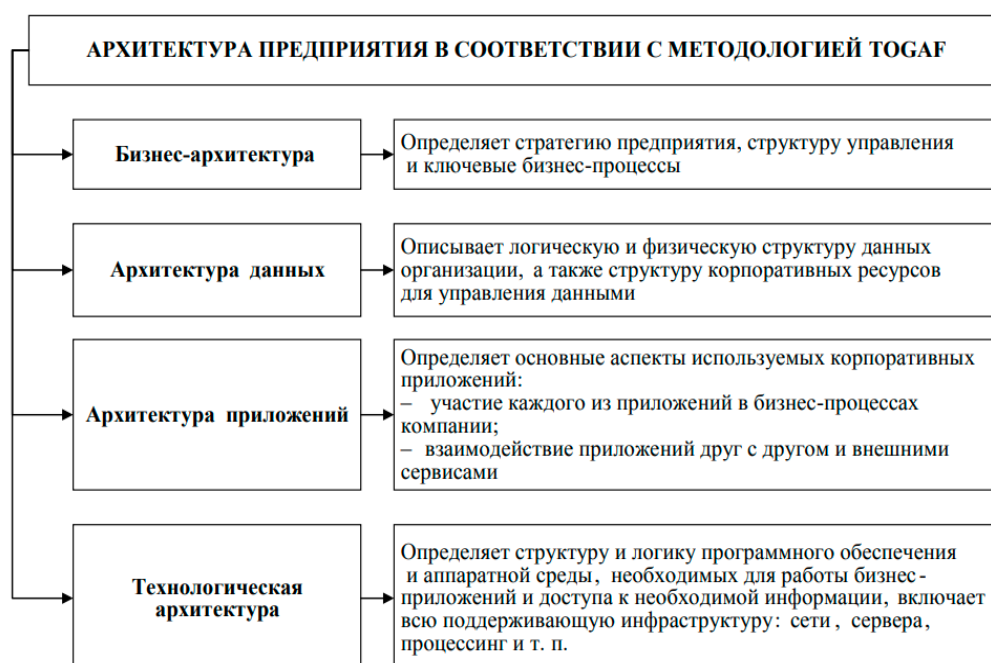 АРХИТЕКТУРА ПРЕДПРИЯТИЯ В СООТВЕТСТВИИ С МЕТОДОЛОГИЕЙ TOGAF
Бизнес-архитектура
Определяет стратегию предприятия, структуру управления
и ключевые бизнес-процессы
Архитектура данных
Описывает логическую и физическую структуру данных
организации, а также структуру корпоративных ресурсов
для управления данными
Архитектура приложений
Определяет основные аспекты используемых корпоративных
приложений:
– участие каждого из приложений в бизнес-процессах
компании;
– взаимодействие приложений друг с другом и внешними
сервисами
Технологическая
архитектура
Определяет структуру и логику программного обеспечения
и аппаратной среды, необходимых для работы бизнес-
приложений и доступа к необходимой информации, включает
всю поддерживающую инфраструктуру: сети, сервера,
процессинг и т. п.